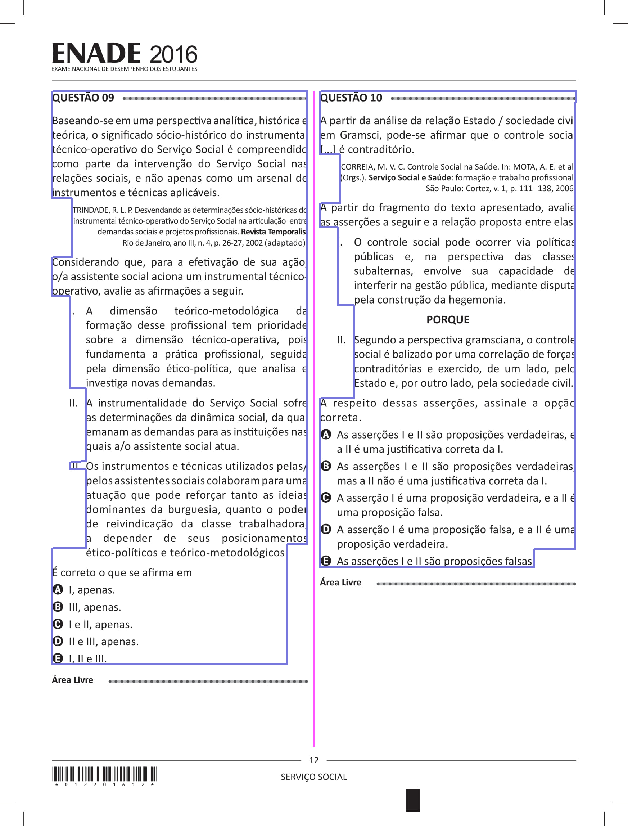 ENADE 2016
EXAME NACIONAL DE DESEMPENHO DOS ESTUDANTES
QUESTÃO 09
Baseando-se em uma perspectiva analítica, histórica e
teórica, o significado sócio-histórico do instrumental
técnico-operativo do Serviço Social é compreendido
como parte da intervenção do Serviço Social nas
relações sociais, e não apenas como um arsenal de
instrumentos e técnicas aplicáveis.
TRINDADE, R. L. P. Desvendando as determinações sócio-históricas do
instrumental técnico-operativo do Serviço Social na articulação entre
demandas sociais e projetos profissionais. Revista Temporalis.
Rio de Janeiro, ano III, n. 4, p. 26-27, 2002 (adaptado).
Considerando que, para a efetivação de sua ação,
o/a assistente social aciona um instrumental técnico-
operativo, avalie as afirmações a seguir.
I. A dimensão teórico-metodológica da
formação desse profissional tem prioridade
sobre a dimensão técnico-operativa, pois
fundamenta a prática profissional, seguida
pela dimensão ético-política, que analisa e
investiga novas demandas.
II. A instrumentalidade do Serviço Social sofre
as determinações da dinâmica social, da qual
emanam as demandas para as instituições nas
quais a/o assistente social atua.
III. Os instrumentos e técnicas utilizados pelas/
pelos assistentes sociais colaboram para uma
atuação que pode reforçar tanto as ideias
dominantes da burguesia, quanto o poder
de reivindicação da classe trabalhadora,
a depender de seus posicionamentos
ético-políticos e teórico-metodológicos.
É correto o que se afirma em
A I, apenas.
B III, apenas.
C I e II, apenas.
D II e III, apenas.
E I, II e III.
Área Livre
QUESTÃO 10
A partir da análise da relação Estado / sociedade civil
em Gramsci, pode-se afirmar que o controle social
[...] é contraditório.
CORREIA, M. V. C. Controle Social na Saúde. In: MOTA, A. E. et al.
(Orgs.). Serviço Social e Saúde: formação e trabalho profissional.
São Paulo: Cortez, v. 1, p. 111- 138, 2006.
A partir do fragmento do texto apresentado, avalie
as asserções a seguir e a relação proposta entre elas.
I. O controle social pode ocorrer via políticas
públicas e, na perspectiva das classes
subalternas, envolve sua capacidade de
interferir na gestão pública, mediante disputa
pela construção da hegemonia.
PORQUE
II. Segundo a perspectiva gramsciana, o controle
social é balizado por uma correlação de forças
contraditórias e exercido, de um lado, pelo
Estado e, por outro lado, pela sociedade civil.
A respeito dessas asserções, assinale a opção
correta.
A As asserções I e II são proposições verdadeiras, e
a II é uma justificativa correta da I.
B As asserções I e II são proposições verdadeiras,
mas a II não é uma justificativa correta da I.
C A asserção I é uma proposição verdadeira, e a II é
uma proposição falsa.
D A asserção I é uma proposição falsa, e a II é uma
proposição verdadeira.
E As asserções I e II são proposições falsas.
Área Livre
12
SERVIÇO SOCIAL